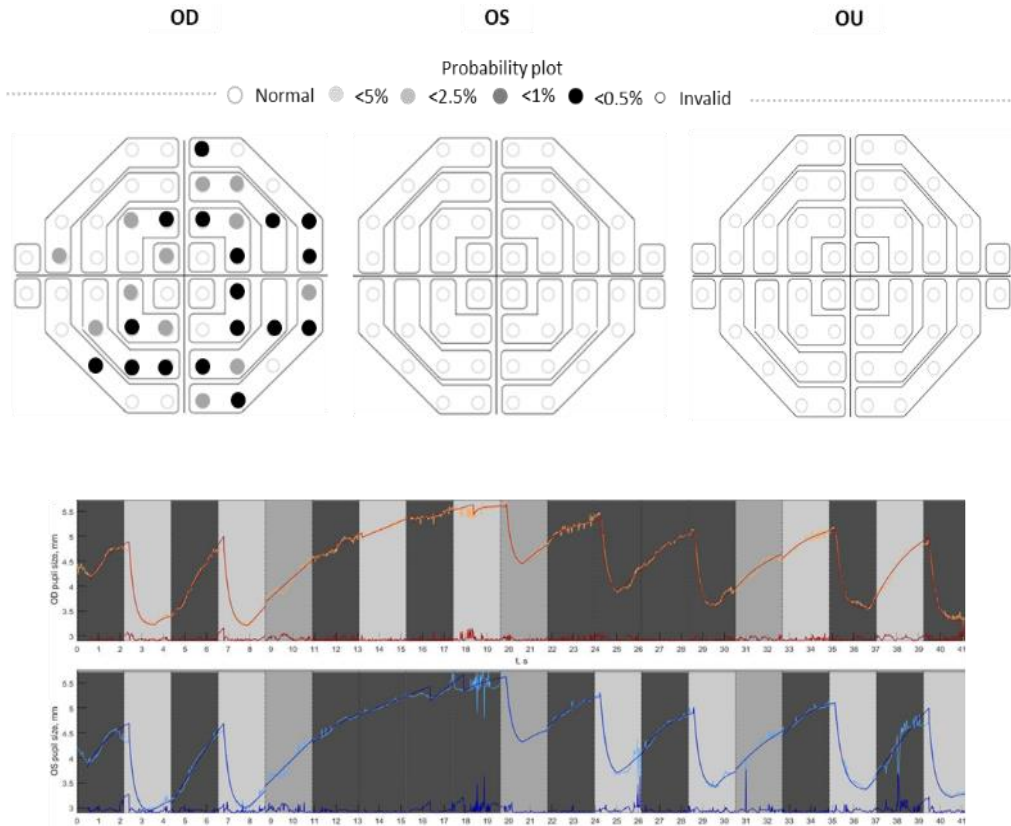 OD OS OU
Probability plot
Normal <5% <2.5% <1% <0.5% Invalid
OD pupil size, mm
5.5
5
4.5
4
3.5
3
0 1 2 3 4 5 6 7 8 9 10 11 12 13 14 15 16 17 18 19 20 21 22 23 24 25 26 27 28 29 30 31 32 33 34 35 36 37 38 39 40 41
t, s
OS pupil size, mm
5.5
5
4.5
4
3.5
3
0 1 2 3 4 5 6 7 8 9 10 11 12 13 14 15 16 17 18 19 20 21 22 23 24 25 26 27 28 29 30 31 32 33 34 35 36 37 38 39 40 41